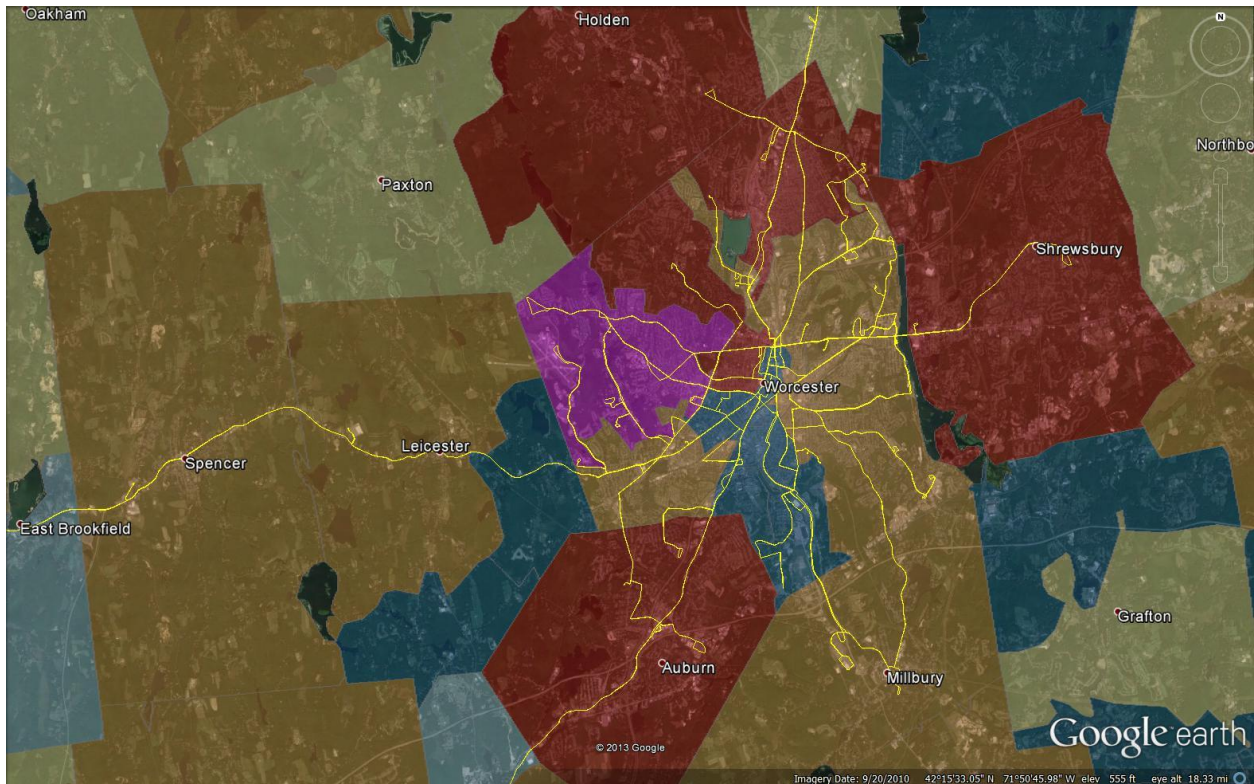 Oakham
Holden
N
Northbo
Paxton
Shrewsbury
Worcester
Leicester
Spencer
East Brookfield
Grafton
Auburn
Millbury
Google earth
© 2013 Google
Imagery Date: 9/20/2010 42°15'33.05" N 71°50'45.98" W elev 555 ft eye alt 18.33 mi